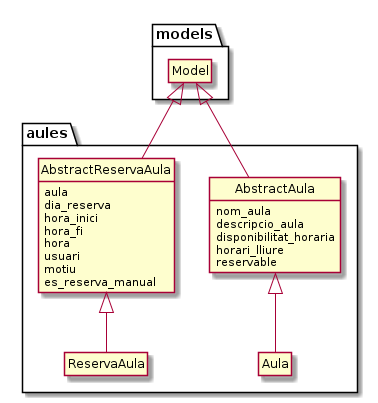 models
Model
aules
AbstractReservaAula
aula
dia_reserva
hora_inici
hora_fi
hora
usuari
motiu
es_reserva_manual
AbstractAula
nom_aula
descripcio_aula
disponibilitat_horaria
horari_lliure
reservable
ReservaAula
Aula